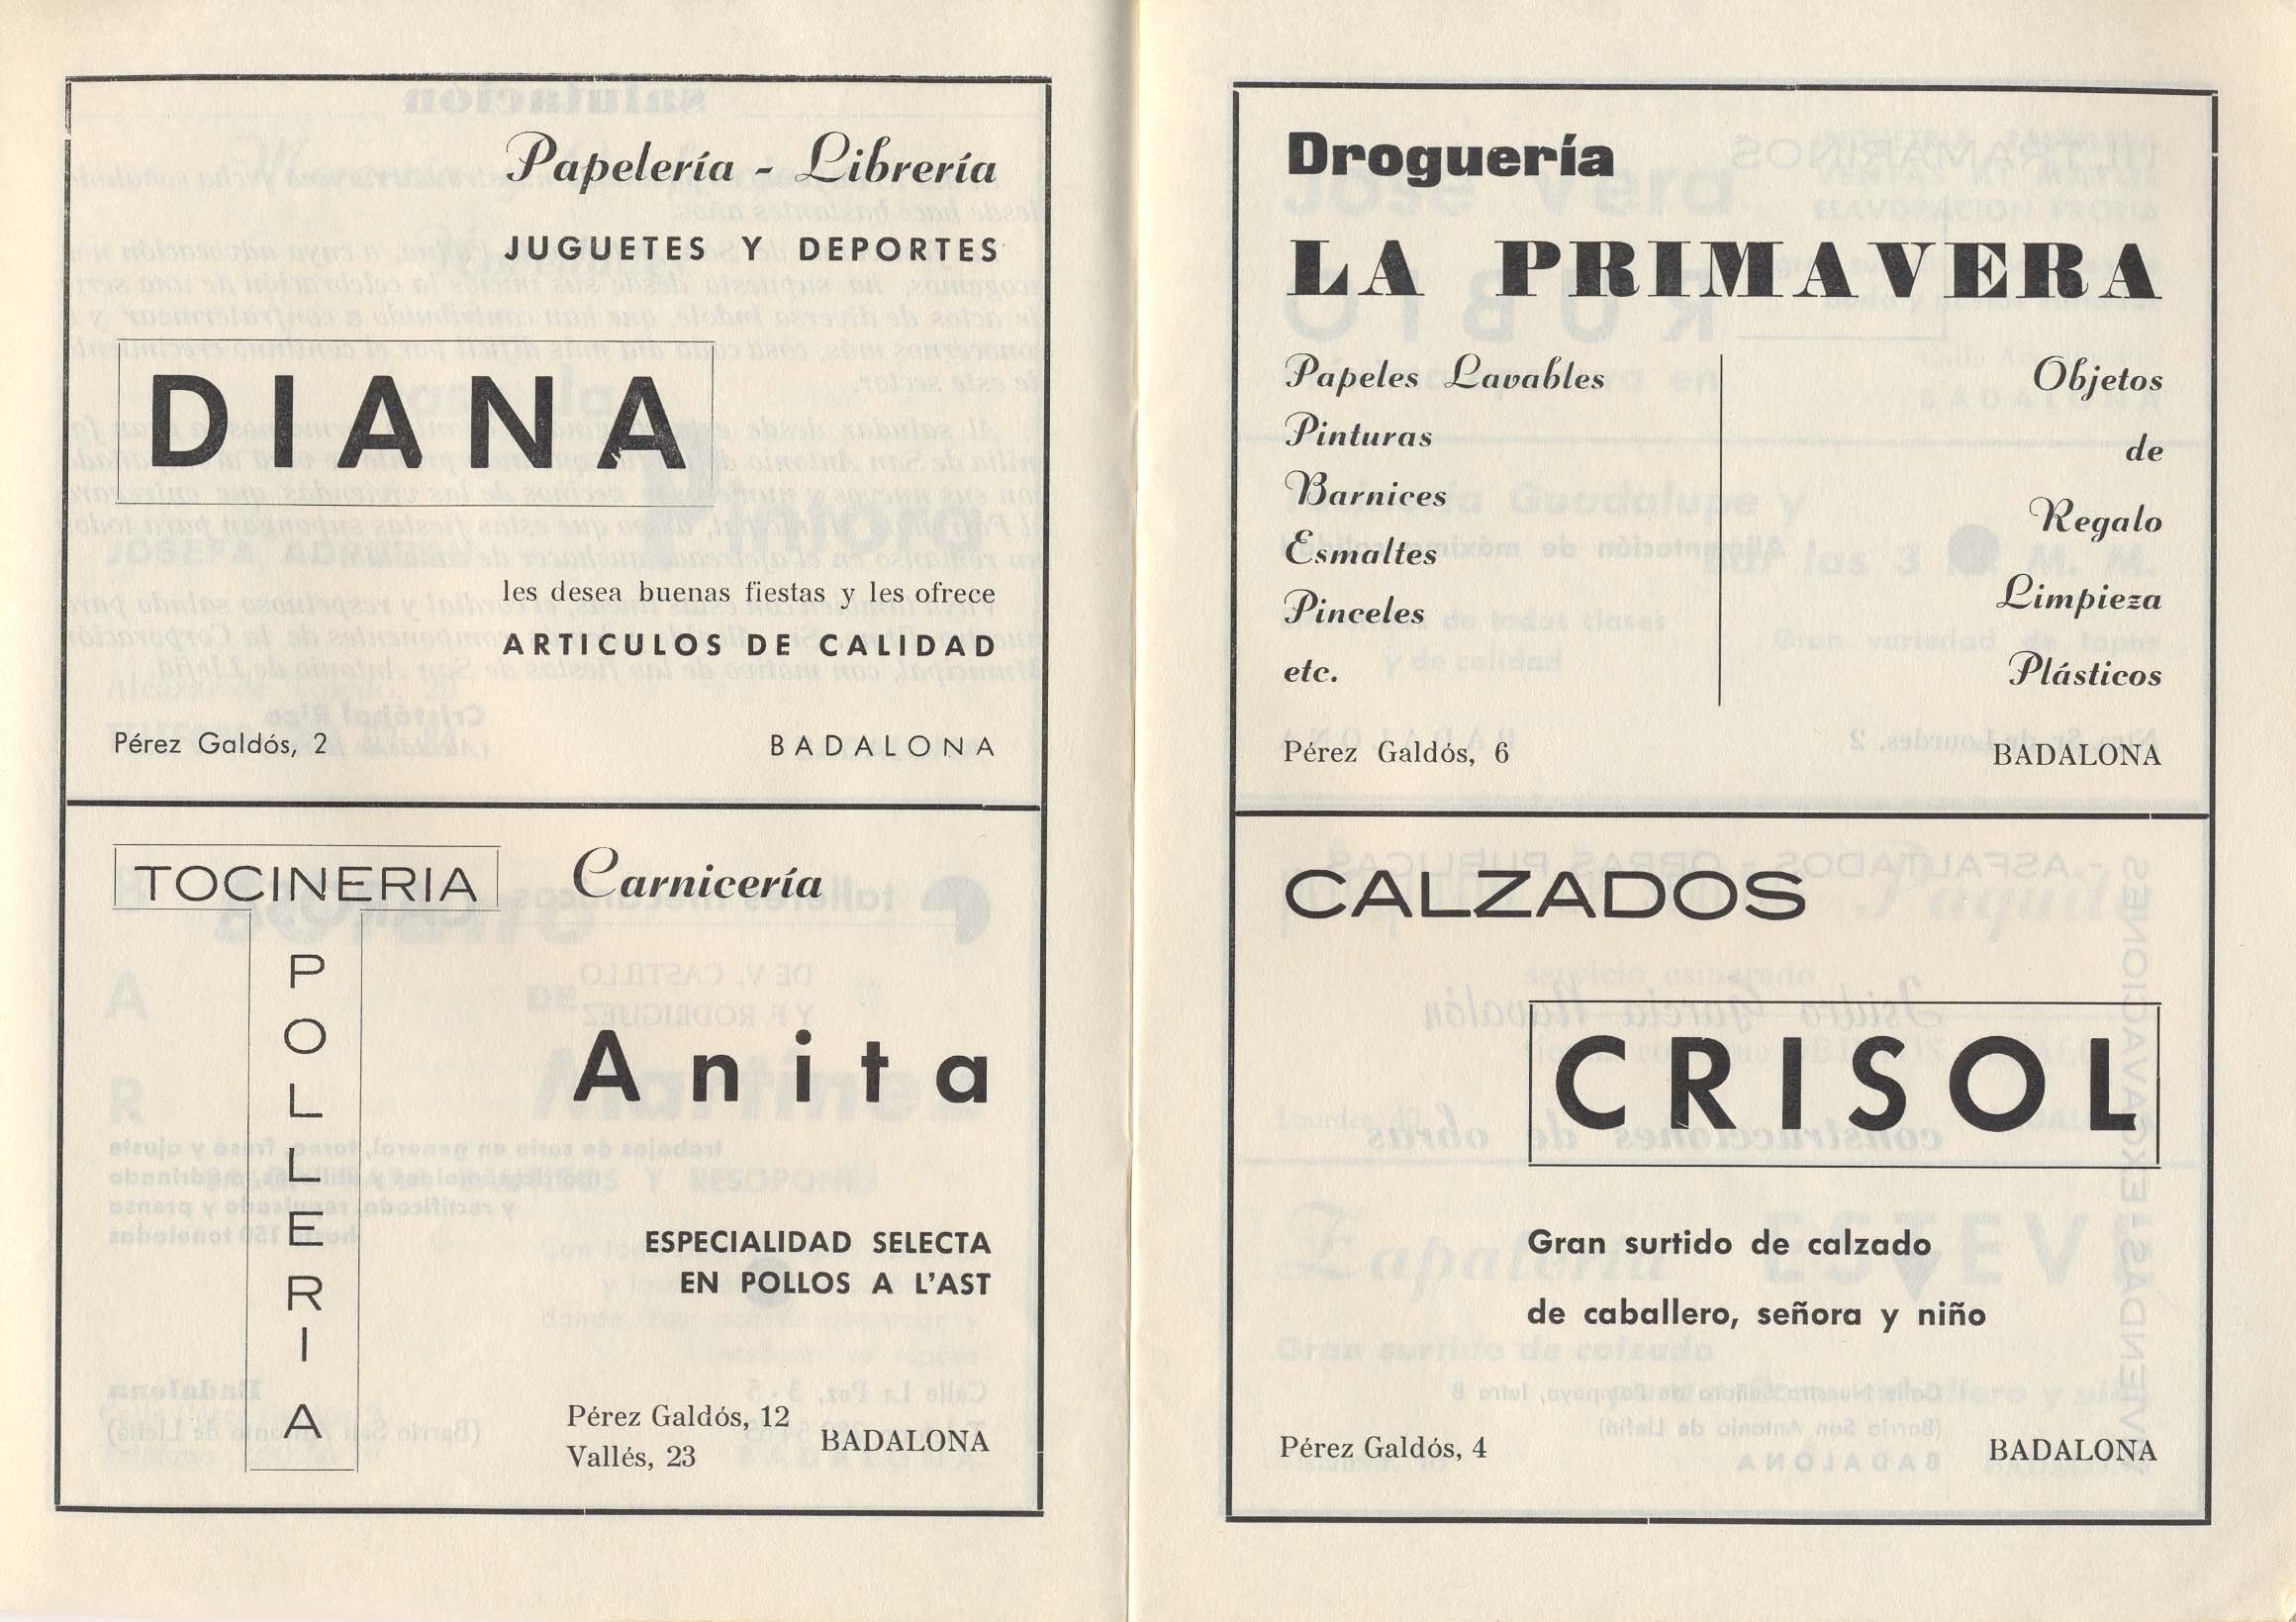 Papelería - Librería
JUGUETES Y DEPORTES
DIANA
les desea buenas fiestas y les ofrece
ARTICULOS DE CALIDAD
Pérez Galdós, 2 BADALONA
TOCINERIA
POLLERIA
Carnicería
Anita
ESPECIALIDAD SELECTA
EN POLLOS A L'AST
Pérez Galdós, 12
Vallés, 23
BADALONA
Droguería
LA PRIMAVERA
Papeles Lavables
Pinturas
Barnices
Esmaltes
Pinceles
etc.
Objetos
de
Regalo
Limpieza
Plásticos
Pérez Galdós, 6 BADALONA
CALZADOS
CRISOL
Gran surtido de calzado
de caballero, señora y niño
Pérez Galdós, 4 BADALONA